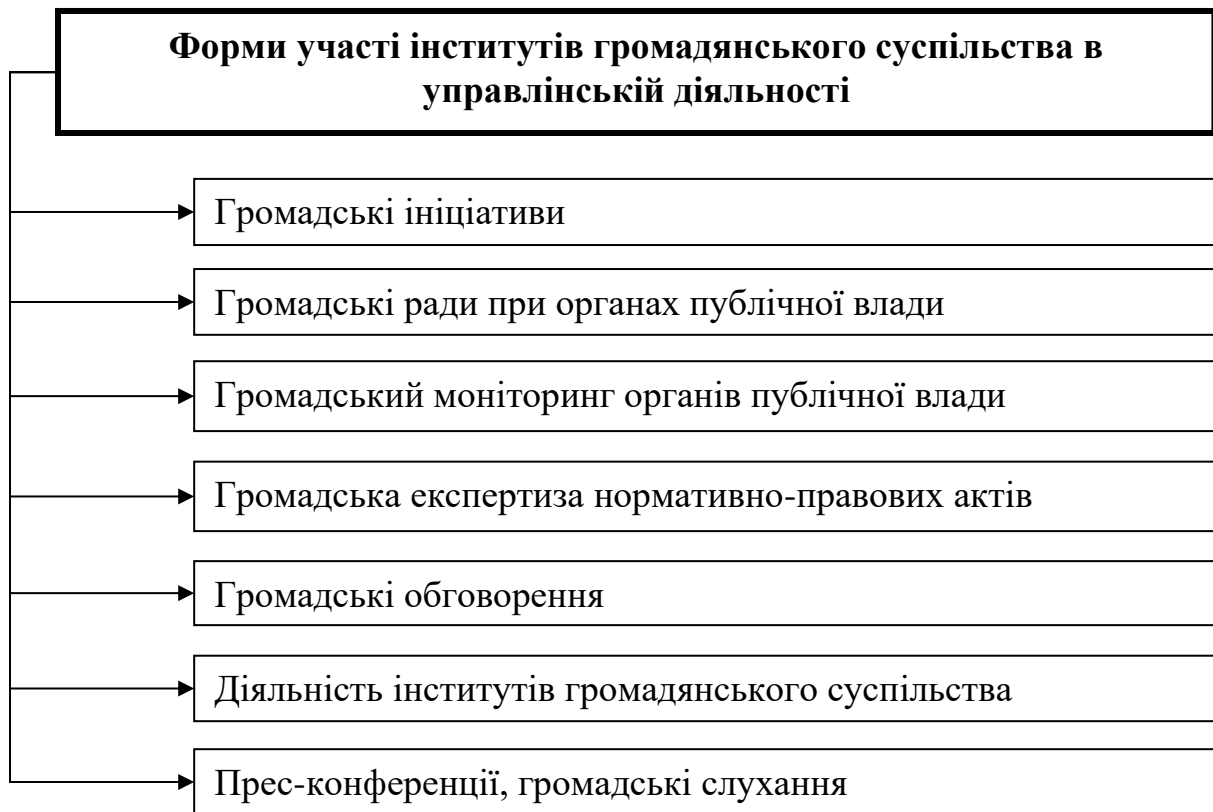 Форми участі інститутів громадянського суспільства в
управлінській діяльності
Громадські ініціативи
Громадські ради при органах публічної влади
Громадський моніторинг органів публічної влади
Громадська експертиза нормативно-правових актів
Громадські обговорення
Діяльність інститутів громадянського суспільства
Прес-конференції, громадські слухання